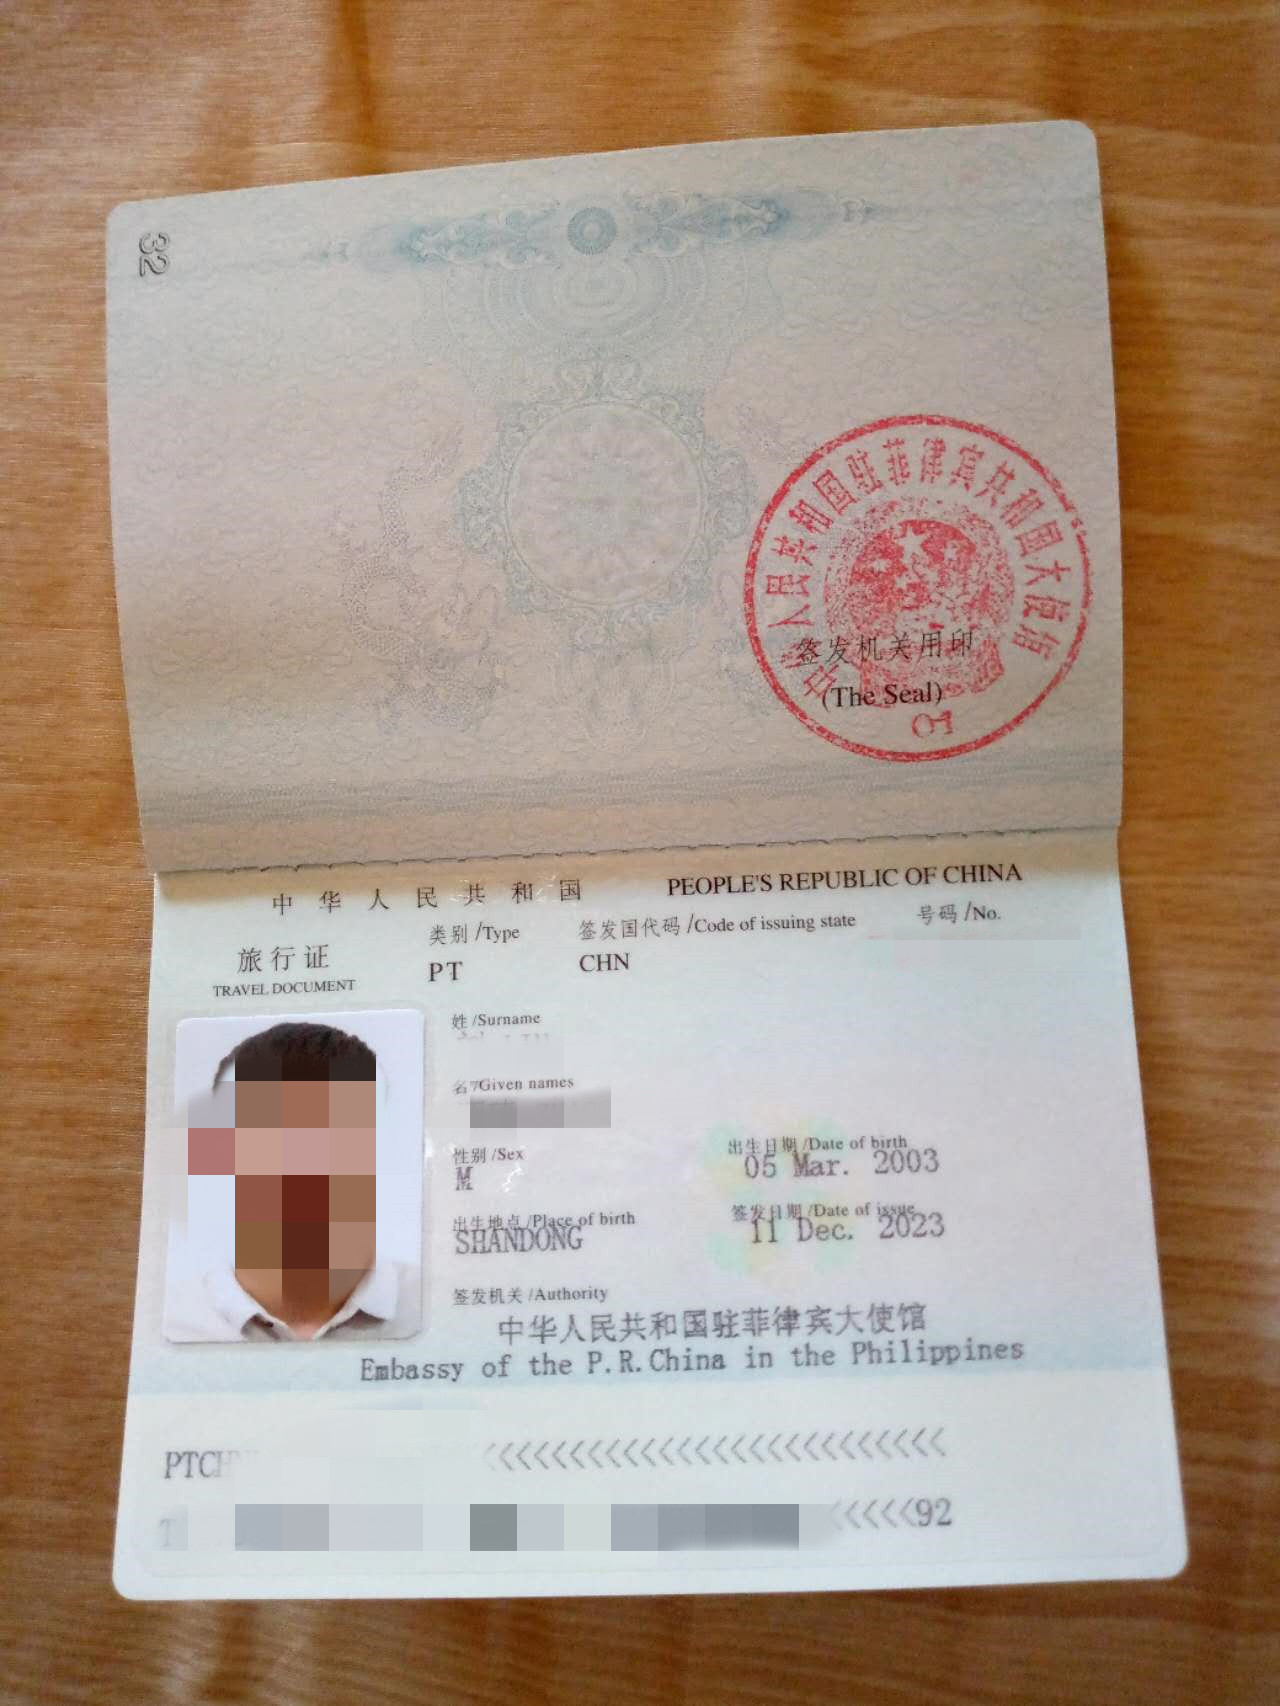 32
中华人民共和国驻菲律宾共和国大使馆
签发机关用印
(The Seal)
中华人民共和国 PEOPLE'S REPUBLIC OF CHINA
类别/Type 签发国代码/Code of issuing state 号码/No.
旅行证
TRAVEL DOCUMENT
PT CHN
姓/Surname
名/Given names
性别/Sex 出生日期/Date of birth
M 05 Mar. 2003
出生地点/Place of birth 签发日期/Date of issue
SHANDONG 11 Dec. 2023
签发机关/Authority
中华人民共和国驻菲律宾大使馆
Embassy of the P.R.China in the Philippines
PTCH <<<<<<<<<<<<<<<<<<<<<<<<<<
<<<<<92